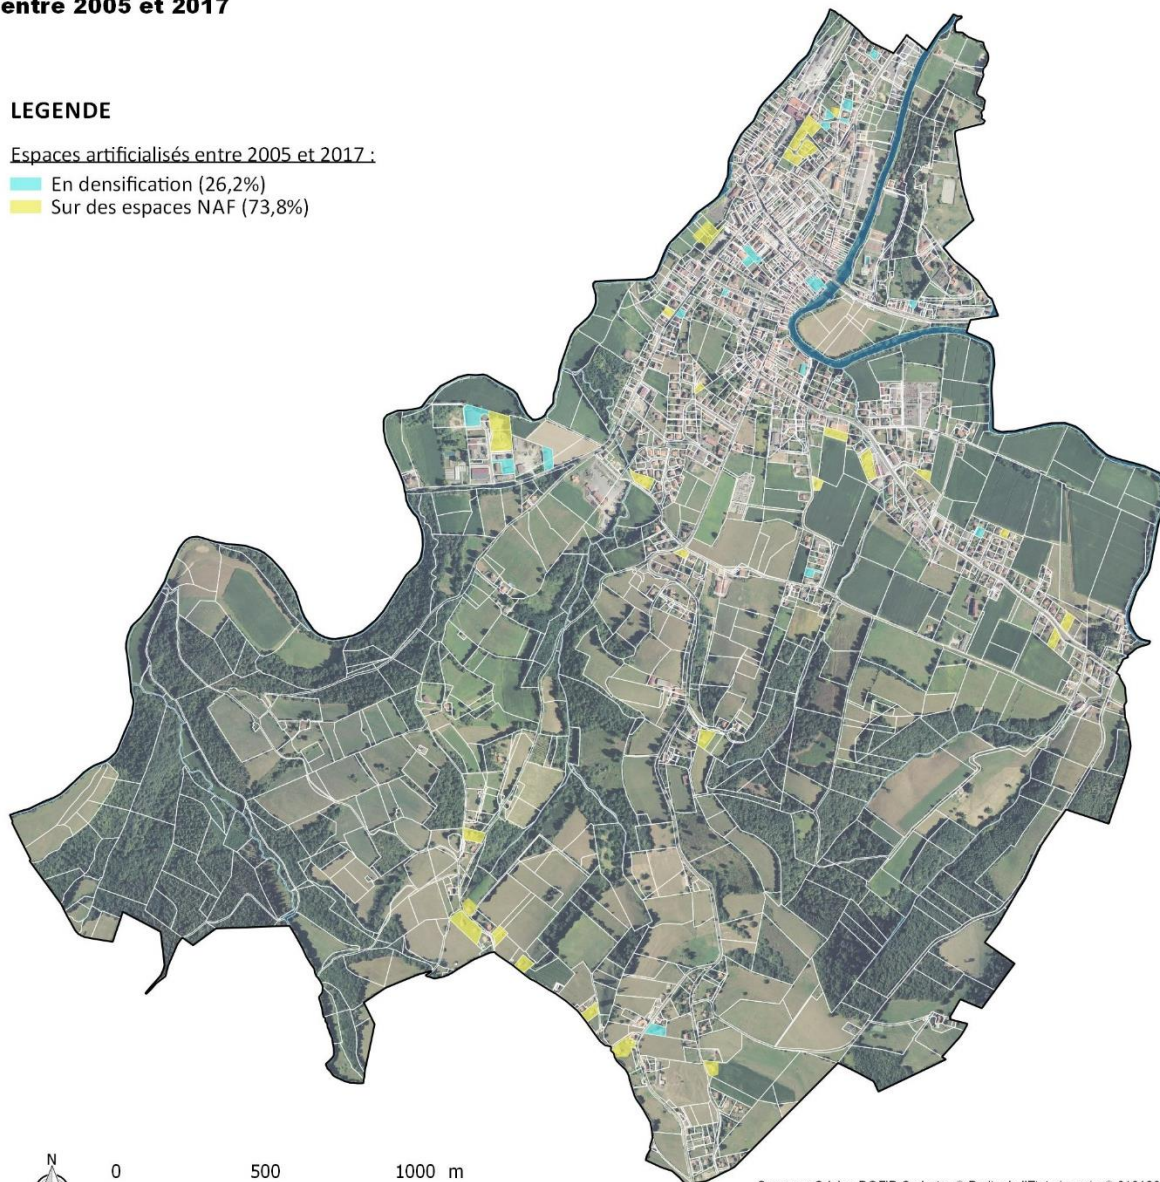 entre 2005 et 2017
LEGENDE
Espaces artificialisés entre 2005 et 2017 :
En densification (26,2%)
Sur des espaces NAF (73,8%)
N
0 500 1000 m